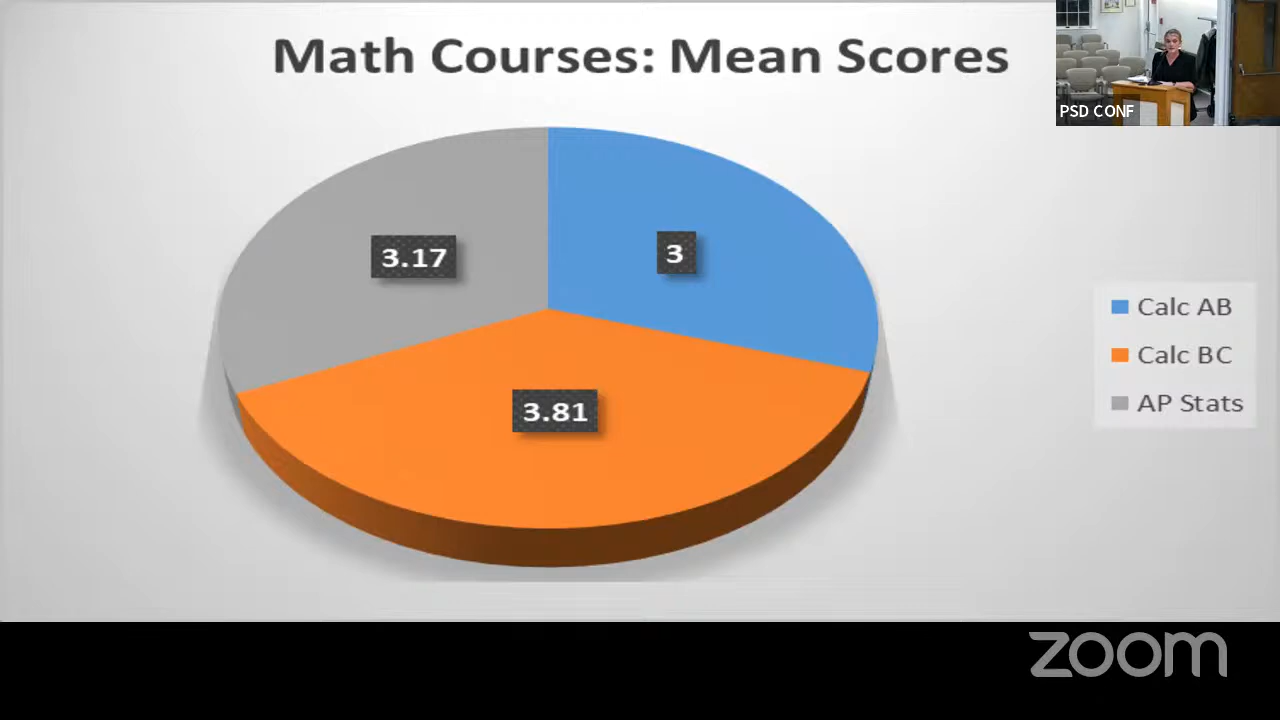 Math Courses: Mean Scores
PSD CONF
3.17
3
3.81
Calc AB
Calc BC
AP Stats
zoom